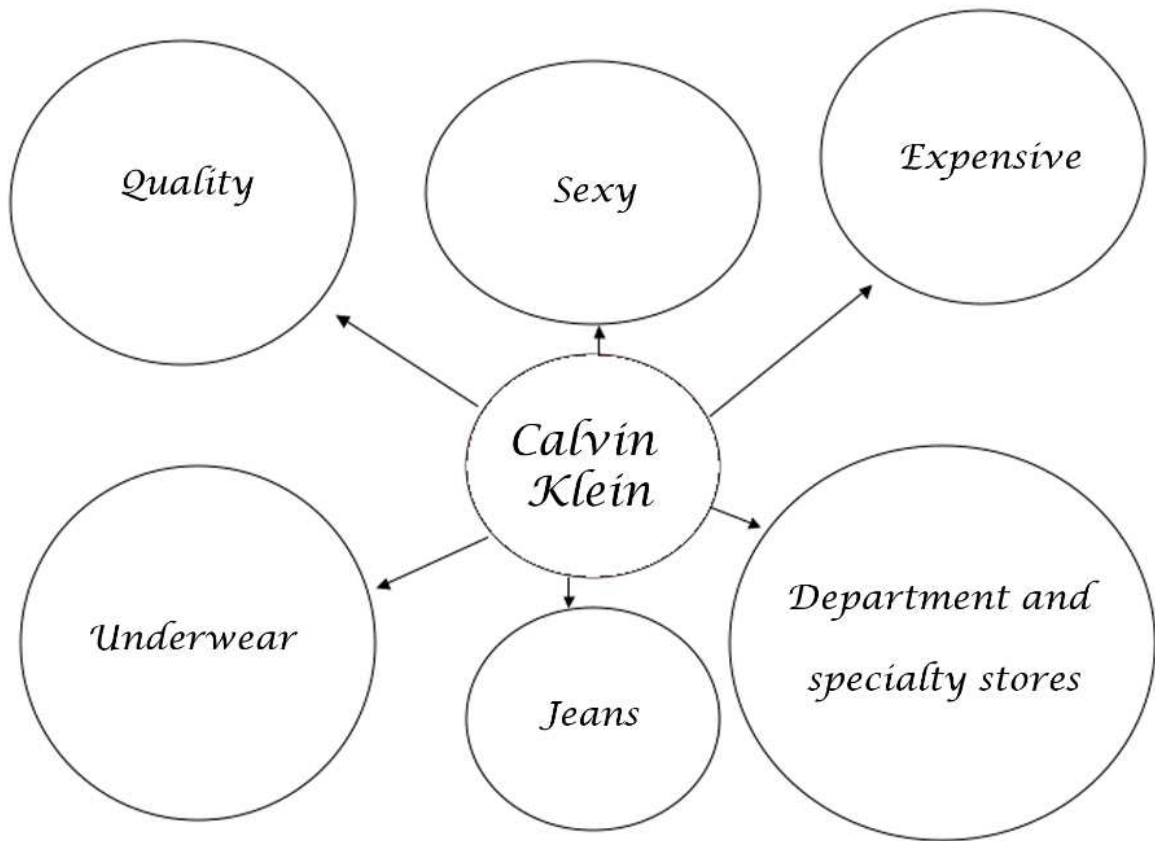 Quality
Sexy
Expensive
Calvin
Klein
Underwear
Jeans
Department and
specialty stores